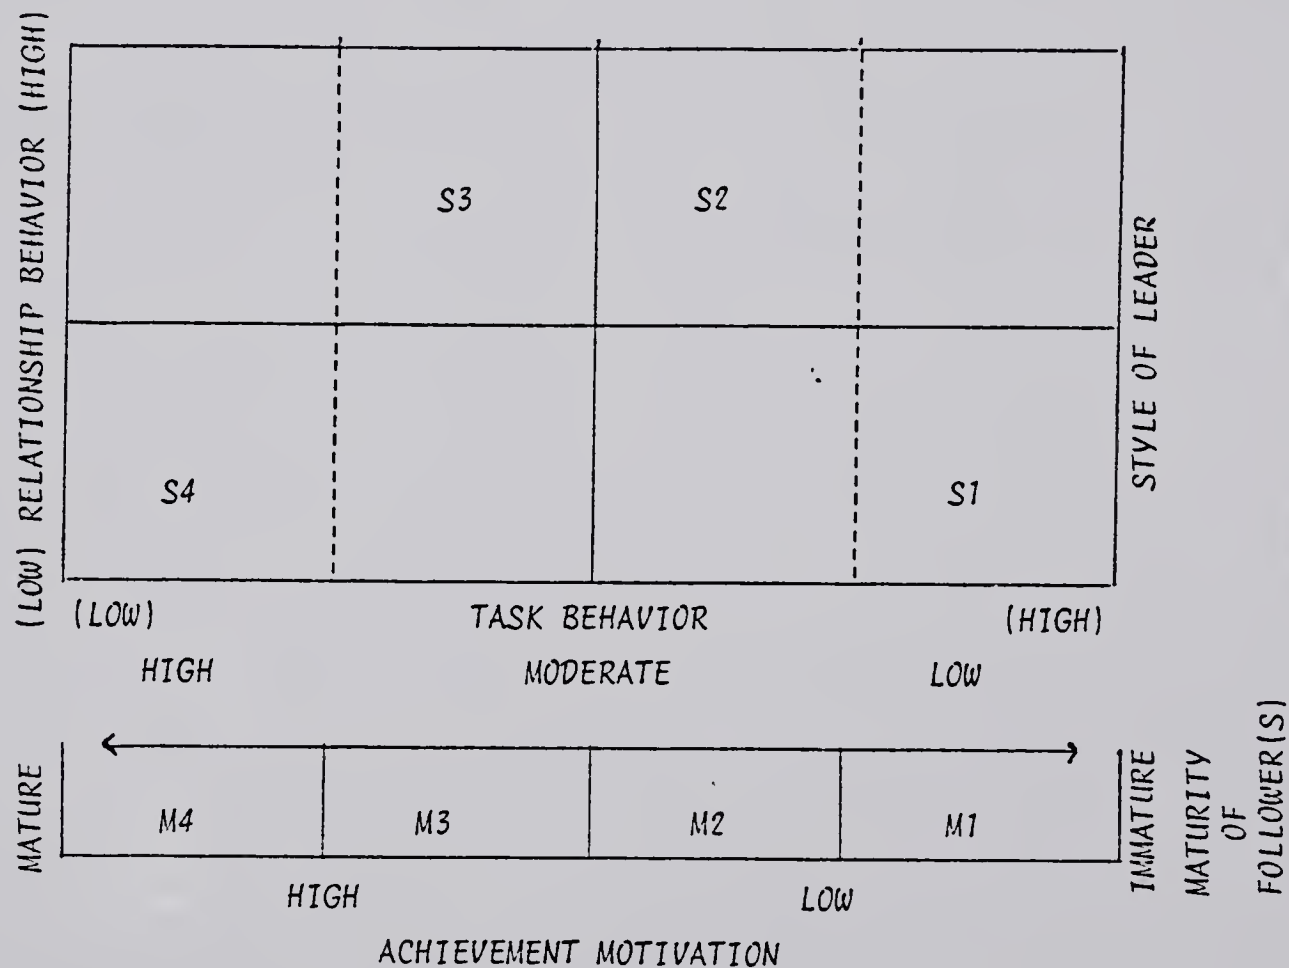 (LOW) RELATIONSHIP BEHAVIOR (HIGH)
S3 S2
S4 S1
STYLE OF LEADER
(LOW) TASK BEHAVIOR (HIGH)
HIGH MODERATE LOW
MATURE
M4 M3 M2 M1
IMMATURE
MATURITY
OF
FOLLOWER(S)
HIGH LOW
ACHIEVEMENT MOTIVATION